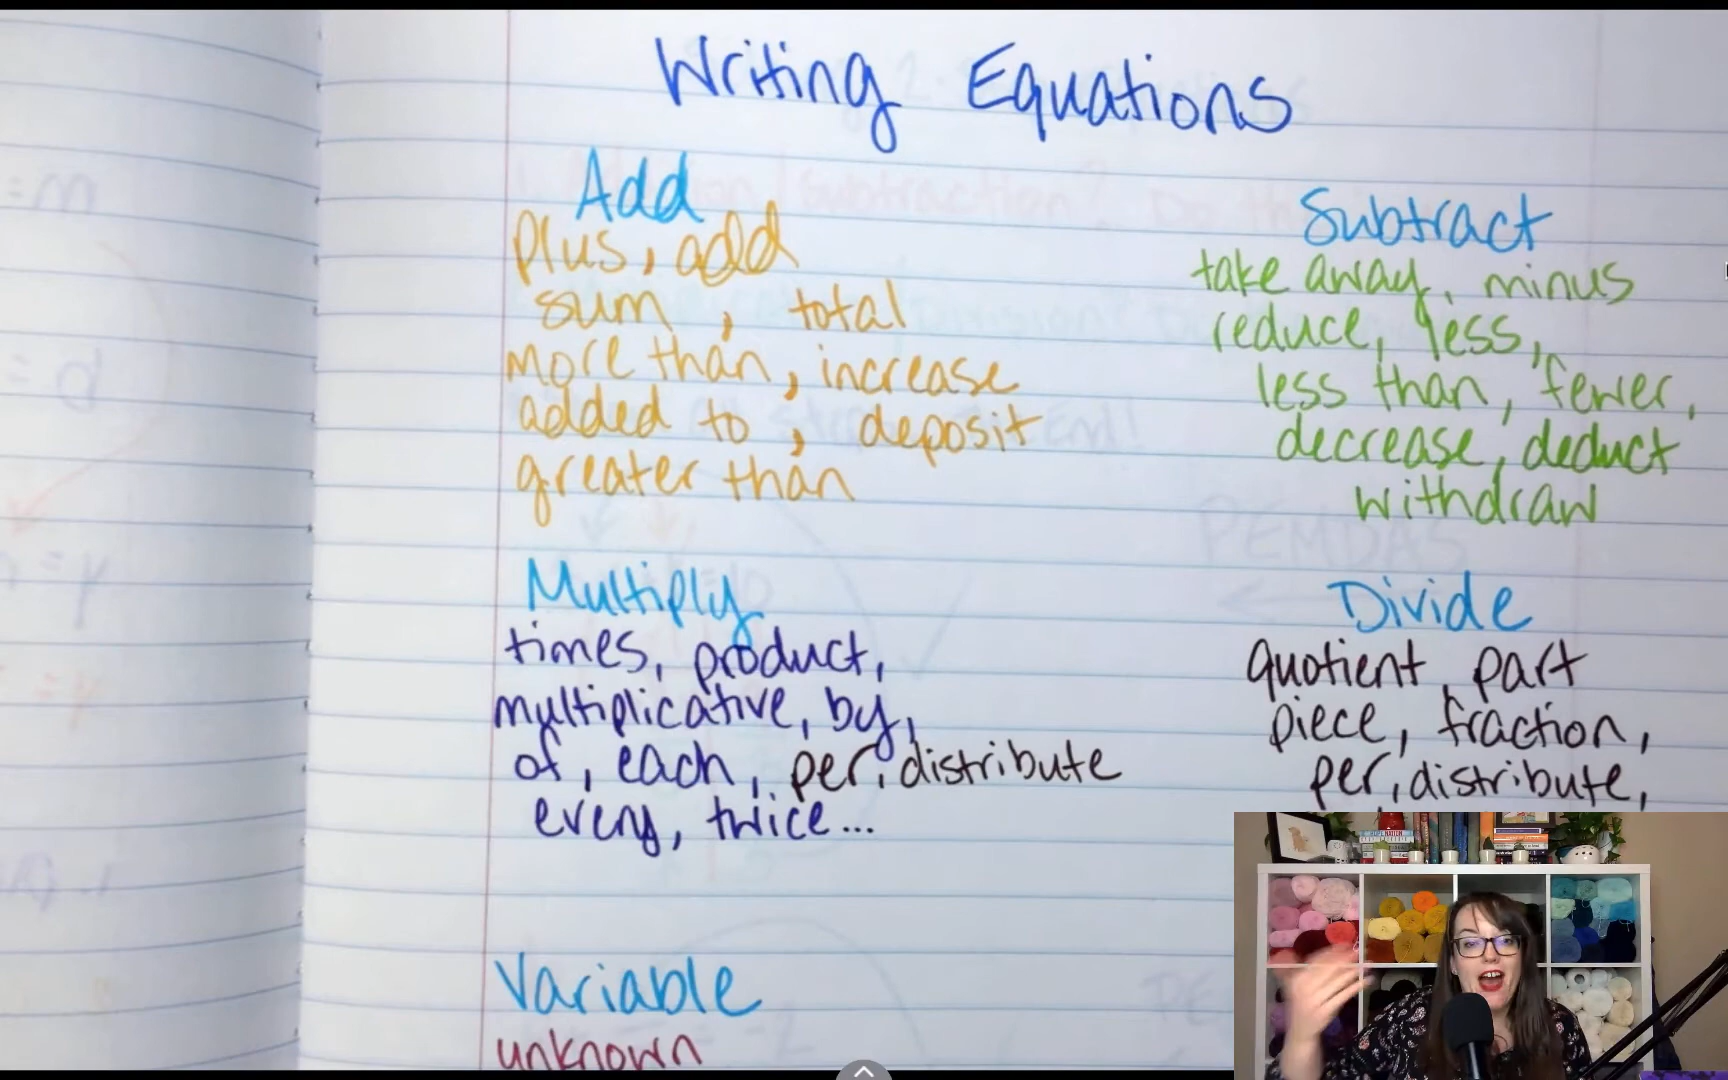 Writing Equations
Add
plus, add
sum, total
more than, increase
added to, deposit
greater than
Subtract
take away, minus
reduce, less,
less than, fewer,
decrease, deduct
withdraw
Multiply
times, product,
multiplicative, by,
of, each, per, distribute
every, twice...
Divide
quotient, part
piece, fraction,
per, distribute,
Variable
unknown
PEMDAS